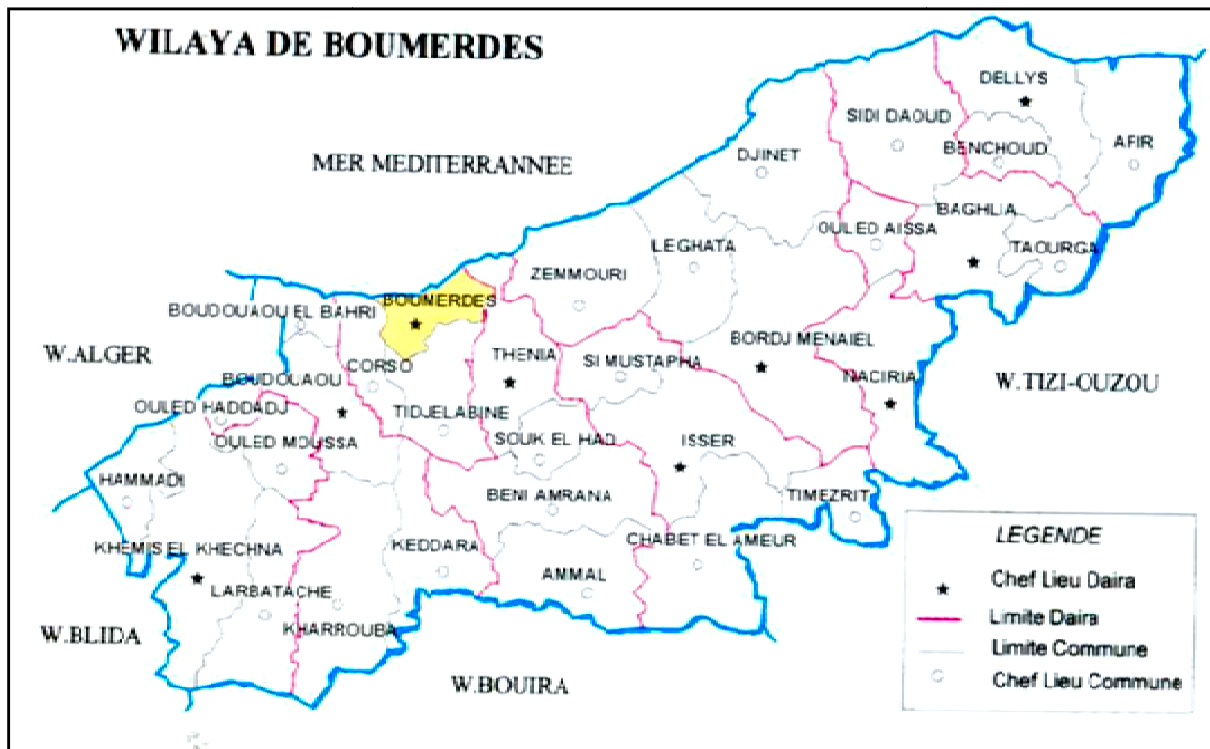 WILAYA DE BOUMERDES
DELLYS
SIDI DAOUD
MER MEDITERRANNEE
DJINET
BENCHOUD
AFIR
BAGHLIA
OULED AISSA
LEGHATA
TAOURGA
ZEMMOURI
BOUMERDES
BOUDOUAOU EL BAHRI
BORDJ MENAIEL
W.ALGER
THENIA
SI MUSTAPHA
CORSO
BOUDOUAOU
NACIRIA
W.TIZI-OUZOU
OULED HADDADJ
TIDJELABINE
OULED MOUSSA
SOUK EL HAD
ISSER
HAMMADI
BENI AMRANA
TIMEZRIT
LEGENDE
KHEMIS EL KHECHNA
KEDDARA
CHABET EL AMEUR
AMMAL
Chef Lieu Daira
LARBATACHE
Limite Daira
W.BLIDA
KHARROUBA
Limite Commune
W.BOUIRA
Chef Lieu Commune